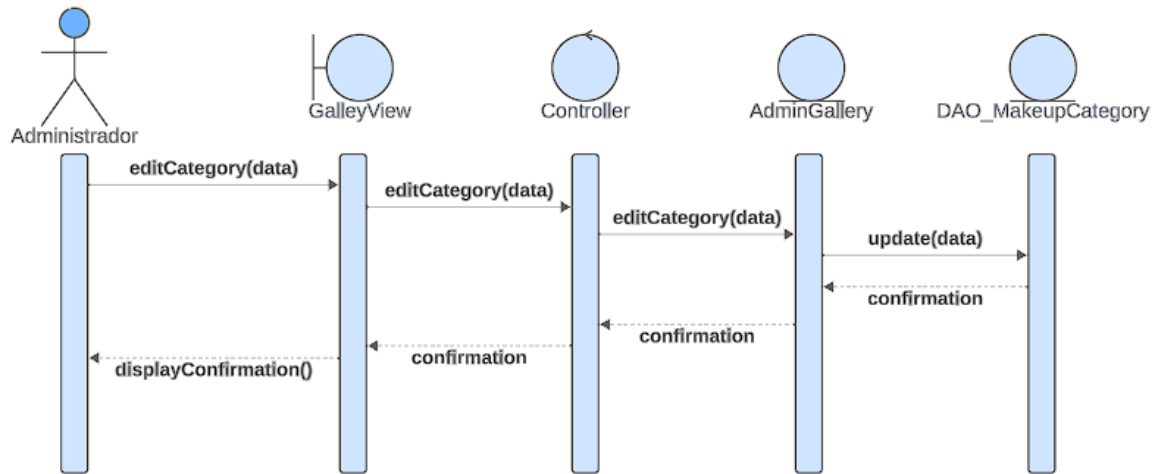 Administrador
GalleyView
Controller
AdminGallery
DAO_MakeupCategory
editCategory(data)
editCategory(data)
editCategory(data)
update(data)
confirmation
confirmation
confirmation
displayConfirmation()